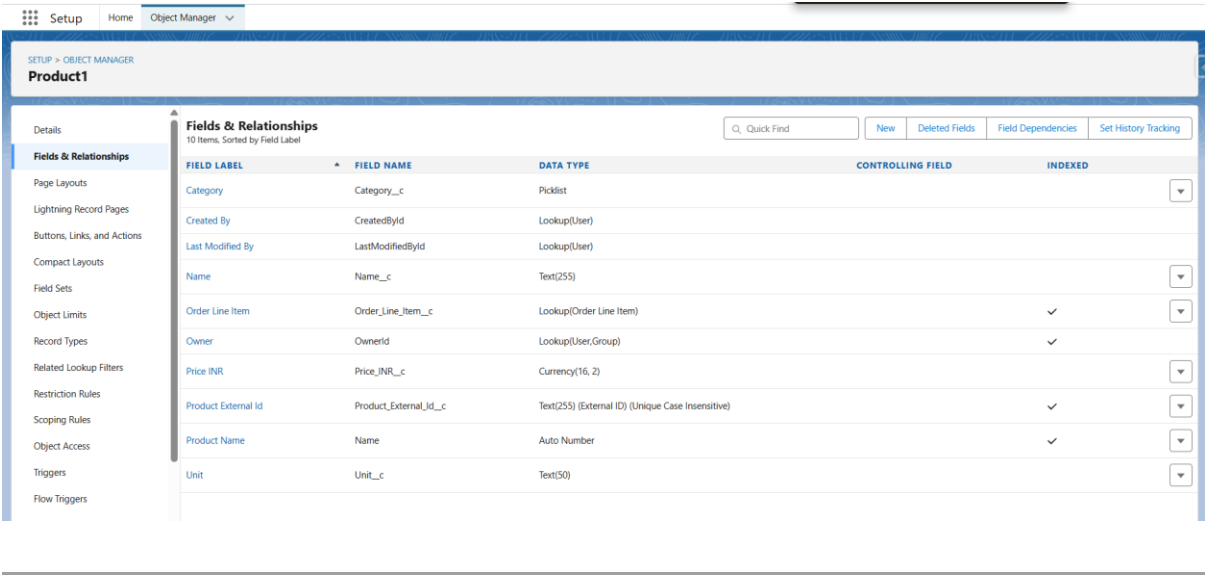 Setup Home Object Manager
SETUP > OBJECT MANAGER
Product1
Details
Fields & Relationships
Page Layouts
Lightning Record Pages
Buttons, Links, and Actions
Compact Layouts
Field Sets
Object Limits
Record Types
Related Lookup Filters
Restriction Rules
Scoping Rules
Object Access
Triggers
Flow Triggers
Fields & Relationships
10 Items, Sorted by Field Label
Quick Find New Deleted Fields Field Dependencies Set History Tracking
FIELD LABEL FIELD NAME DATA TYPE CONTROLLING FIELD INDEXED
Category Category__c Picklist
Created By CreatedById Lookup(User)
Last Modified By LastModifiedById Lookup(User)
Name Name__c Text(255)
Order Line Item Order_Line_Item__c Lookup(Order Line Item)
Owner OwnerId Lookup(User,Group)
Price INR Price_INR__c Currency(16, 2)
Product External Id Product_External_Id__c Text(255) (External ID) (Unique Case Insensitive)
Product Name Name Auto Number
Unit Unit__c Text(50)